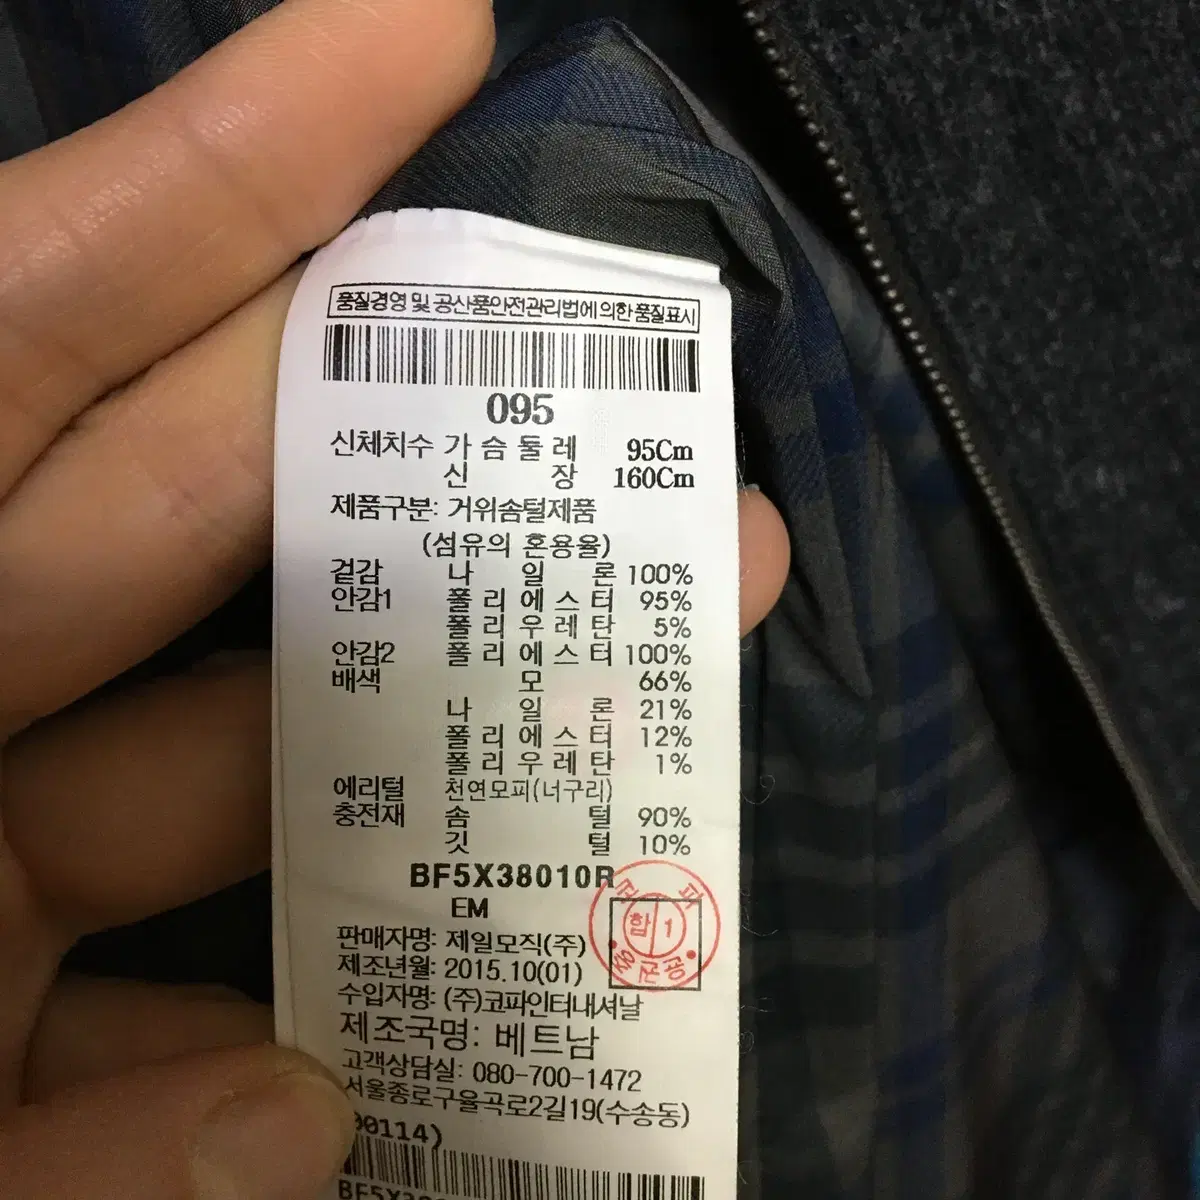 품질경영 및 공산품안전관리법에 의한 품질표시
095
신체치수 가 슴 둘 레 95Cm
신 장 160Cm
제품구분: 거위솜털제품
(섬유의 혼용율)
겉감 나 일 론 100%
안감1 폴 리 에 스 터 95%
폴 리 우 레 탄 5%
안감2 폴 리 에 스 터 100%
배색 모 66%
나 일 론 21%
폴 리 에 스 터 12%
폴 리 우 레 탄 1%
에리털 천연모피(너구리)
충전재 솜 털 90%
깃 털 10%
BF5X38010R
EM
합 1
판매자명: 제일모직(주)
제조년월: 2015.10(01)
수입자명: (주)코파인터내셔날
제조국명: 베트남
고객상담실: 080-700-1472
서울종로구율곡로2길19(수송동)
00114)